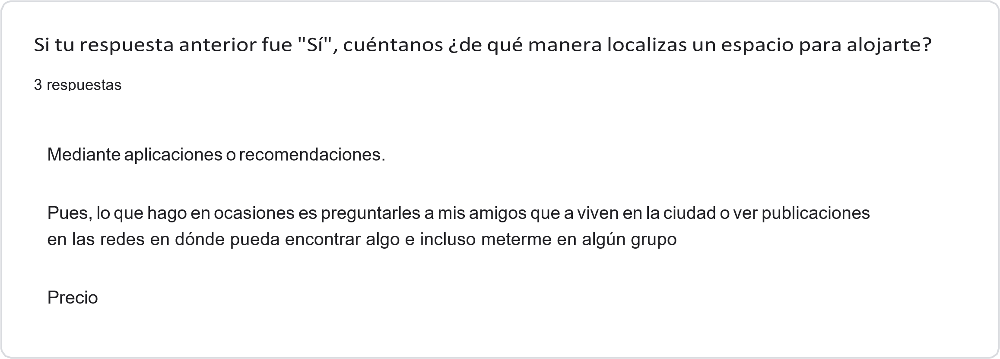 Si tu respuesta anterior fue "Sí", cuéntanos ¿de qué manera localizas un espacio para alojarte?
3 respuestas
Mediante aplicaciones o recomendaciones.
Pues, lo que hago en ocasiones es preguntarles a mis amigos que a viven en la ciudad o ver publicaciones
en las redes en dónde pueda encontrar algo e incluso meterme en algún grupo
Precio